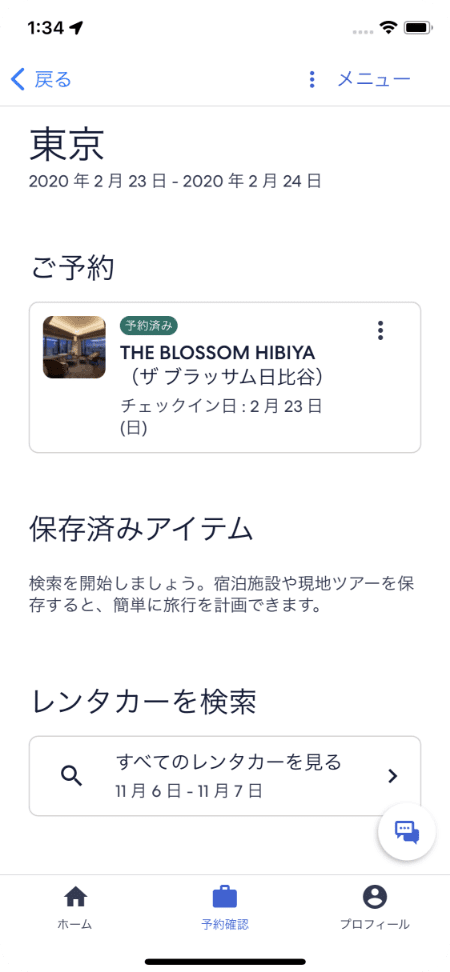 1:34
戻る
メニュー
東京
2020 年 2 月 23 日 - 2020 年 2 月 24 日
ご予約
予約済み
THE BLOSSOM HIBIYA
（ザ ブラッサム日比谷）
チェックイン日 : 2 月 23 日
(日)
保存済みアイテム
検索を開始しましょう。宿泊施設や現地ツアーを保
存すると、簡単に旅行を計画できます。
レンタカーを検索
すべてのレンタカーを見る
11 月 6 日 - 11 月 7 日
ホーム
予約確認
プロフィール